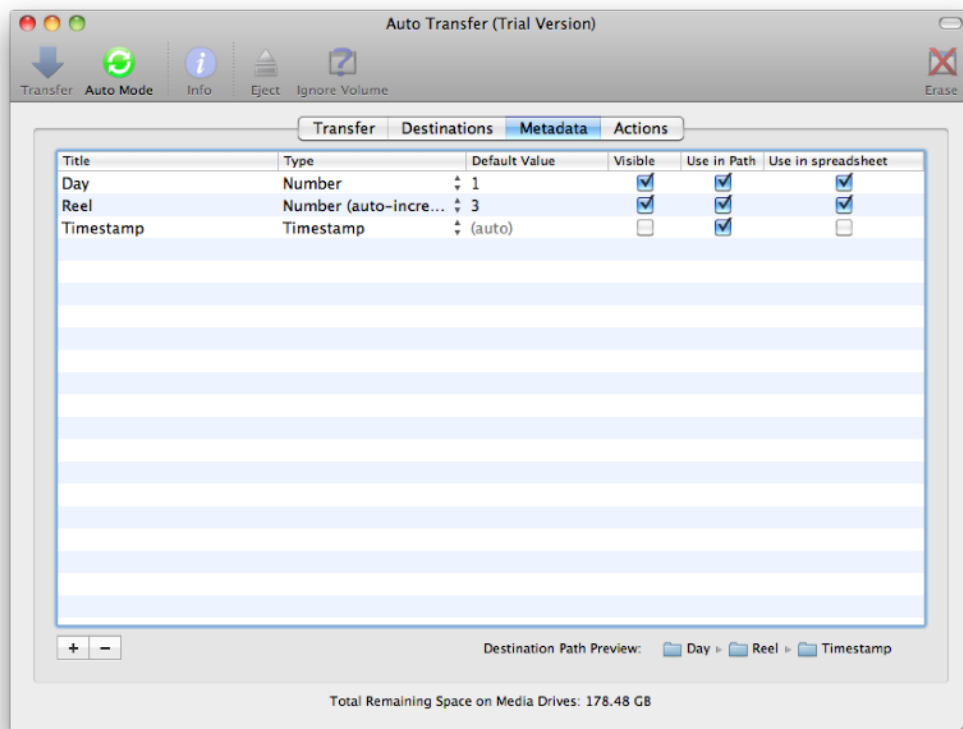 Auto Transfer (Trial Version)
Transfer Auto Mode Info Eject Ignore Volume Erase
Transfer Destinations Metadata Actions
Title Type Default Value Visible Use in Path Use in spreadsheet
Day Number 1
Reel Number (auto-incre... 3
Timestamp Timestamp (auto)
+ − Destination Path Preview: Day Reel Timestamp
Total Remaining Space on Media Drives: 178.48 GB